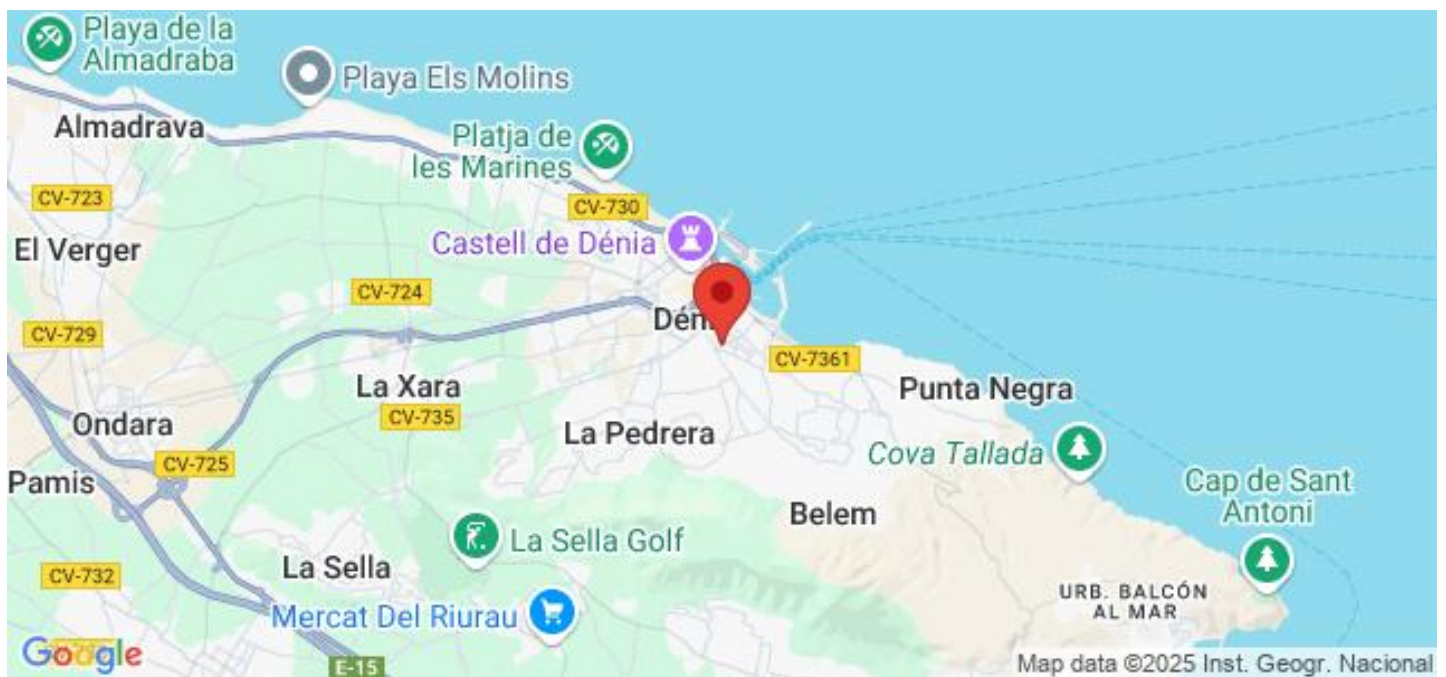 Playa de la
Almadraba
Playa Els Molins
Almadrava
Platja de
les Marines
CV-723
CV-730
El Verger
Castell de Dénia
CV-724
CV-729
CV-7361
La Xara
Punta Negra
CV-735
Ondara
La Pedrera
Cova Tallada
CV-725
Pamis
Cap de Sant
Antoni
Belem
La Sella Golf
La Sella
CV-732
URB. BALCÓN
AL MAR
Mercat Del Riurau
Google
E-15
Map data ©2025 Inst. Geogr. Nacional